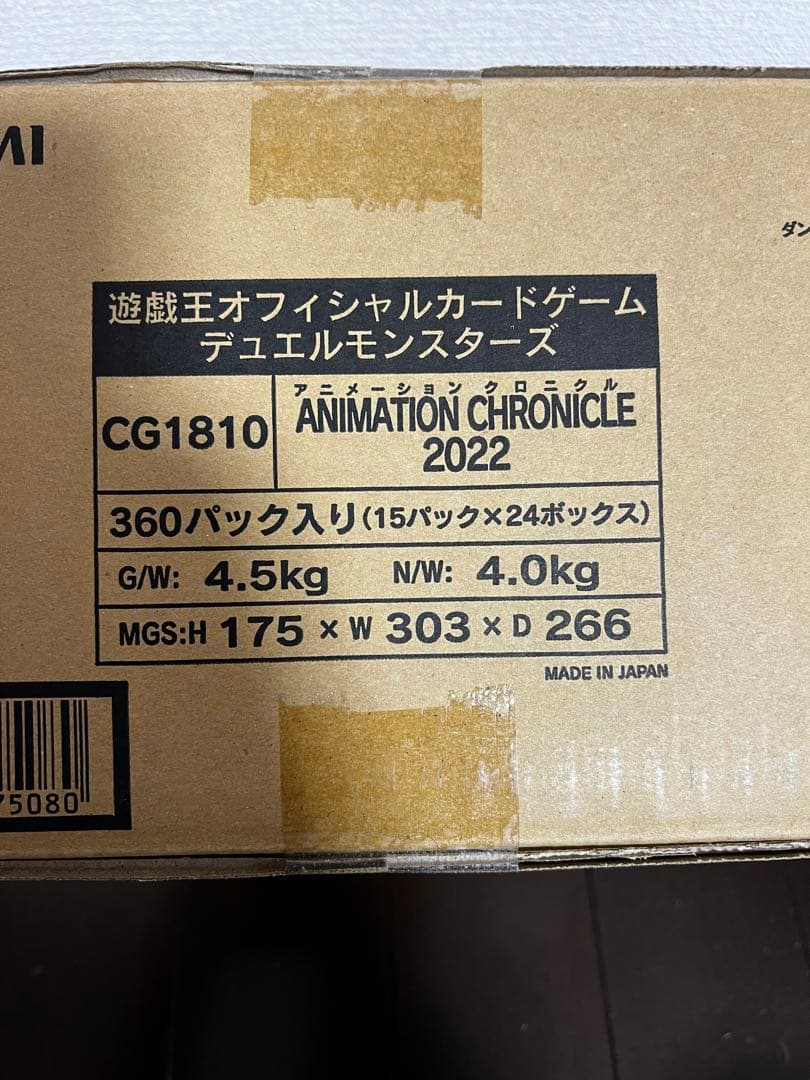 遊戯王オフィシャルカードゲーム
デュエルモンスターズ
CG1810
アニメーション クロニクル
ANIMATION CHRONICLE
2022
360パック入り(15パック×24ボックス)
G/W: 4.5kg N/W: 4.0kg
MGS:H 175 × W 303 × D 266
MADE IN JAPAN
75080
ダン